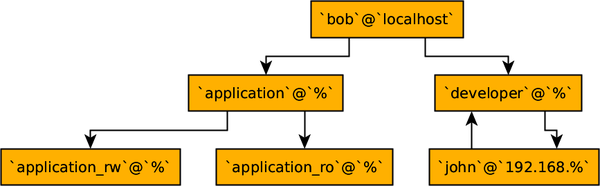 `bob`@`localhost`
`application`@`%`
`developer`@`%`
`application_rw`@`%`
`application_ro`@`%`
`john`@`192.168.%`